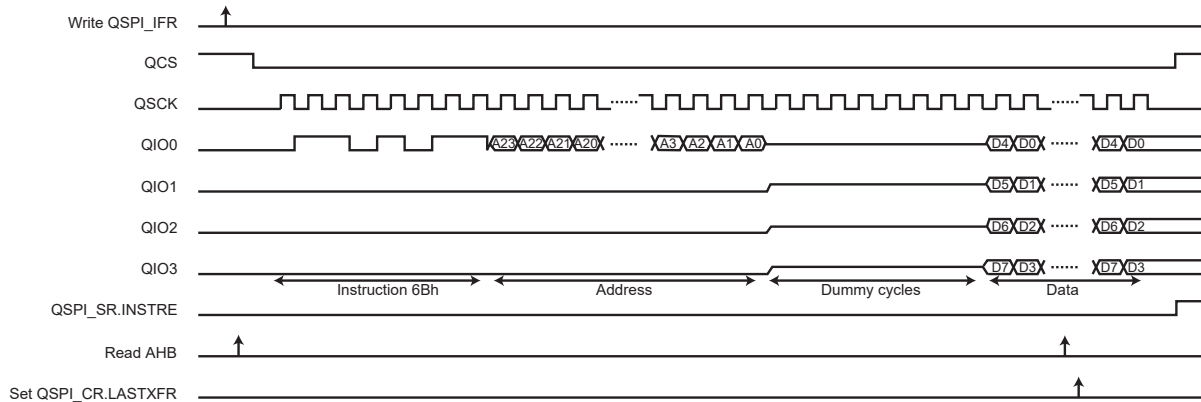 Write QSPI_IFR
QCS
QSCK
QIO0 A23 A22 A21 A20 A3 A2 A1 A0 D4 D0 D4 D0
QIO1 D5 D1 D5 D1
QIO2 D6 D2 D6 D2
QIO3 D7 D3 D7 D3
Instruction 6Bh Address Dummy cycles Data
QSPI_SR.INSTRE
Read AHB
Set QSPI_CR.LASTXFR